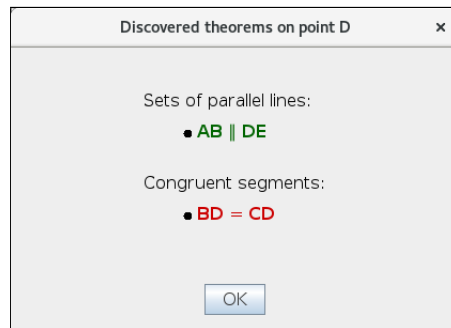 Discovered theorems on point D ×
Sets of parallel lines:
● AB ∥ DE
Congruent segments:
● BD = CD
OK